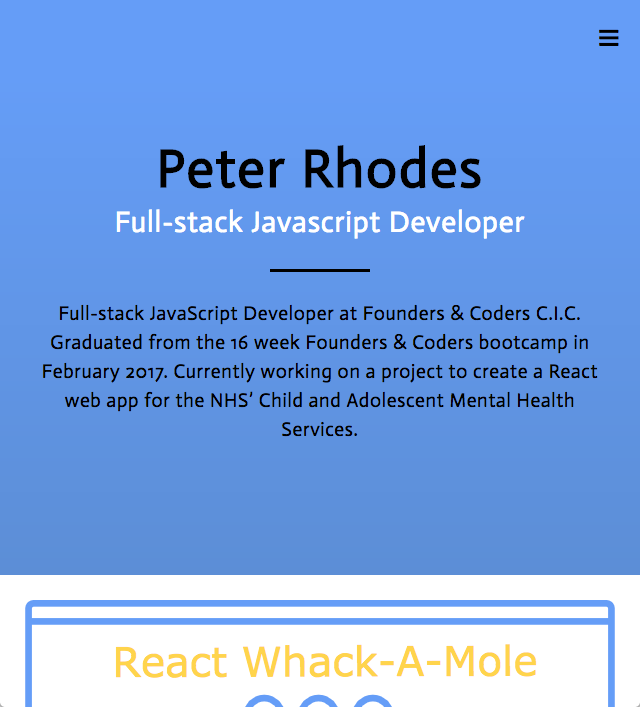 Peter Rhodes
Full-stack Javascript Developer
Full-stack JavaScript Developer at Founders & Coders C.I.C.
Graduated from the 16 week Founders & Coders bootcamp in
February 2017. Currently working on a project to create a React
web app for the NHS’ Child and Adolescent Mental Health
Services.
React Whack-A-Mole